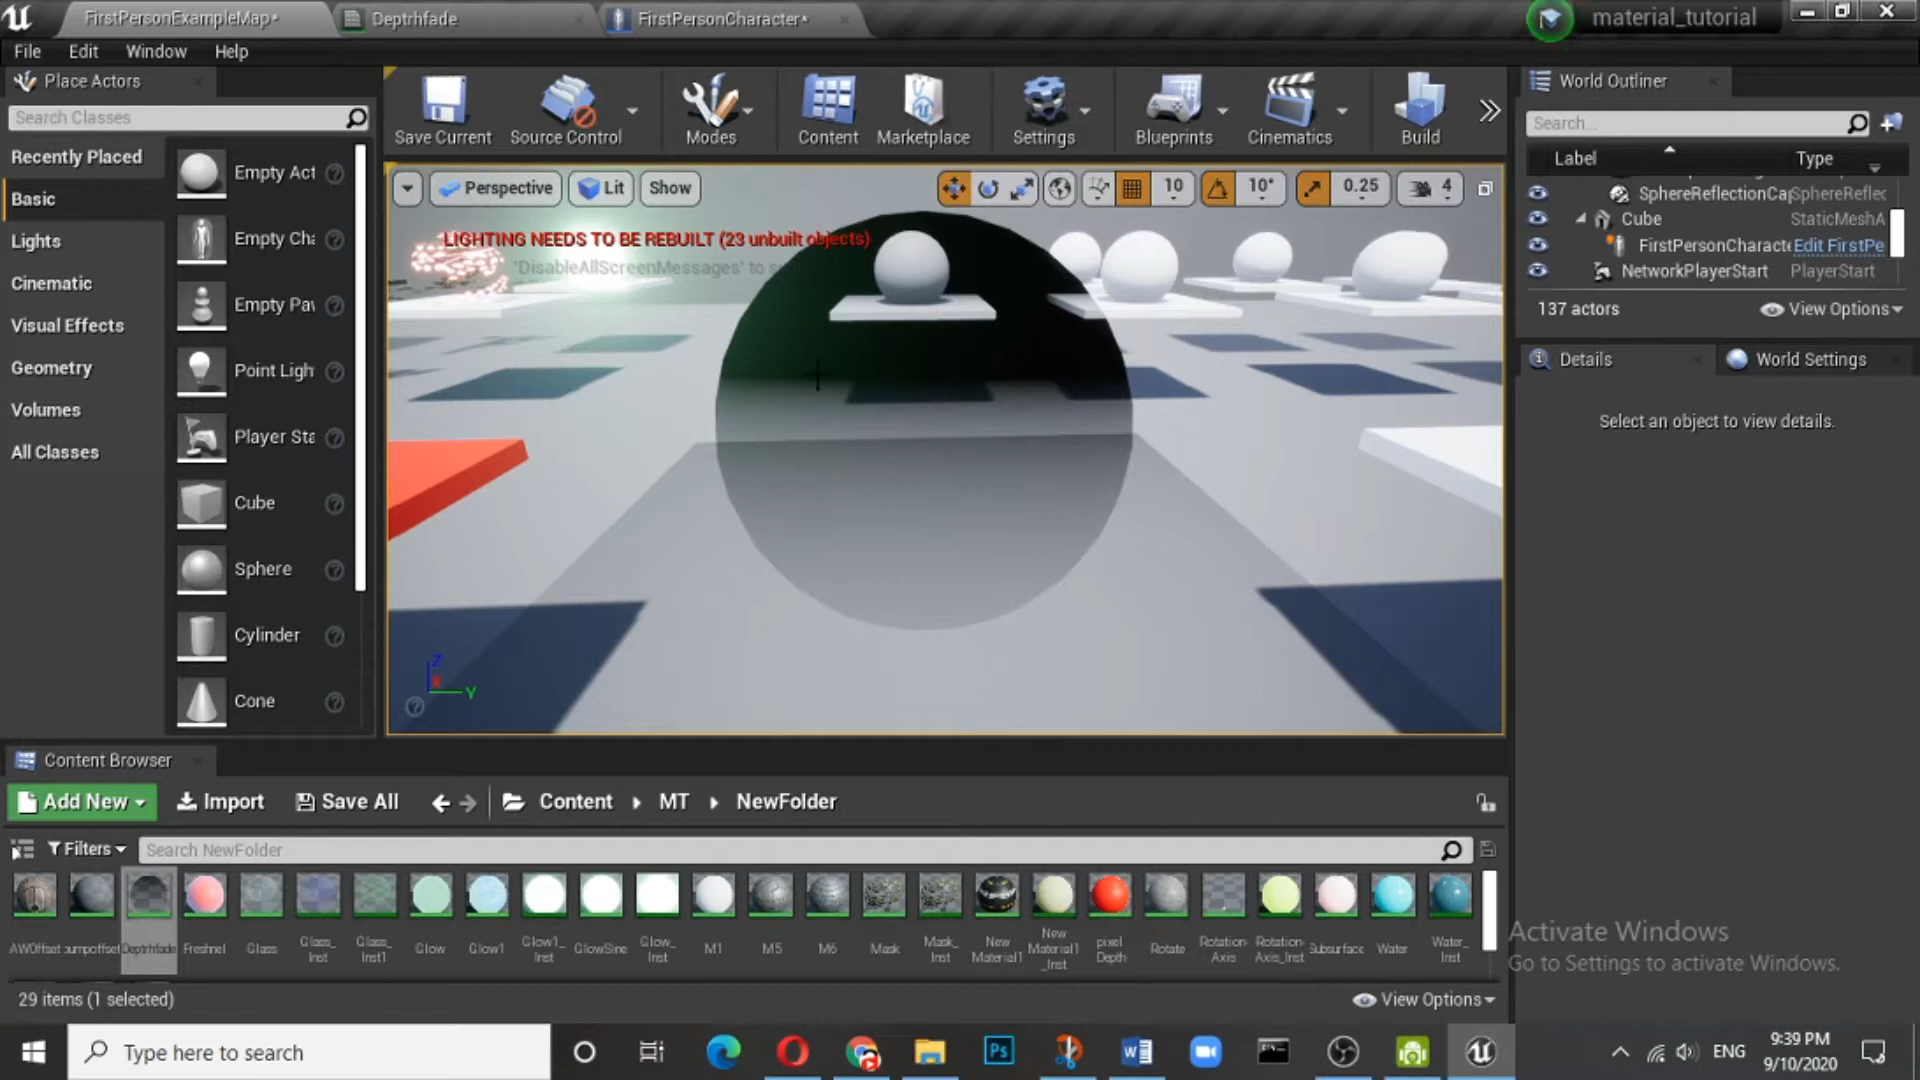 FirstPersonExampleMap*
Deptrhfade
FirstPersonCharacter*
material_tutorial
File Edit Window Help
Place Actors
Search Classes
Recently Placed
Basic
Lights
Cinematic
Visual Effects
Geometry
Volumes
All Classes
Empty Act
Empty Cha
Empty Pav
Point Ligh
Player Sta
Cube
Sphere
Cylinder
Cone
Save Current
Source Control
Modes
Content
Marketplace
Settings
Blueprints
Cinematics
Build
Perspective
Lit
Show
10
10°
0.25
4
LIGHTING NEEDS TO BE REBUILT (23 unbuilt objects)
'DisableAllScreenMessages' to su
Z
X
Y
World Outliner
Search...
Label Type
SphereReflectionCap SphereReflec
Cube StaticMeshA
FirstPersonCharacte Edit FirstPe
NetworkPlayerStart PlayerStart
137 actors
View Options
Details
World Settings
Select an object to view details.
Content Browser
Add New
Import
Save All
Content
MT
NewFolder
Filters
Search NewFolder
AWOffset
bumpoffset
Deptrhfade
Freshnel
Glass
Glass_
Inst
Glass_
Inst1
Glow
Glow1
Glow1_
Inst
GlowSine
Glow_
Inst
M1
M5
M6
Mask
Mask_
Inst
New
Material1
New
Material1
_Inst
pixel
Depth
Rotate
Rotation
Axis
Rotation
Axis_Inst
Subsurface
Water
Water_
Inst
29 items (1 selected)
View Options
Activate Windows
Go to Settings to activate Windows.
Type here to search
Ps
ENG
9:39 PM
9/10/2020